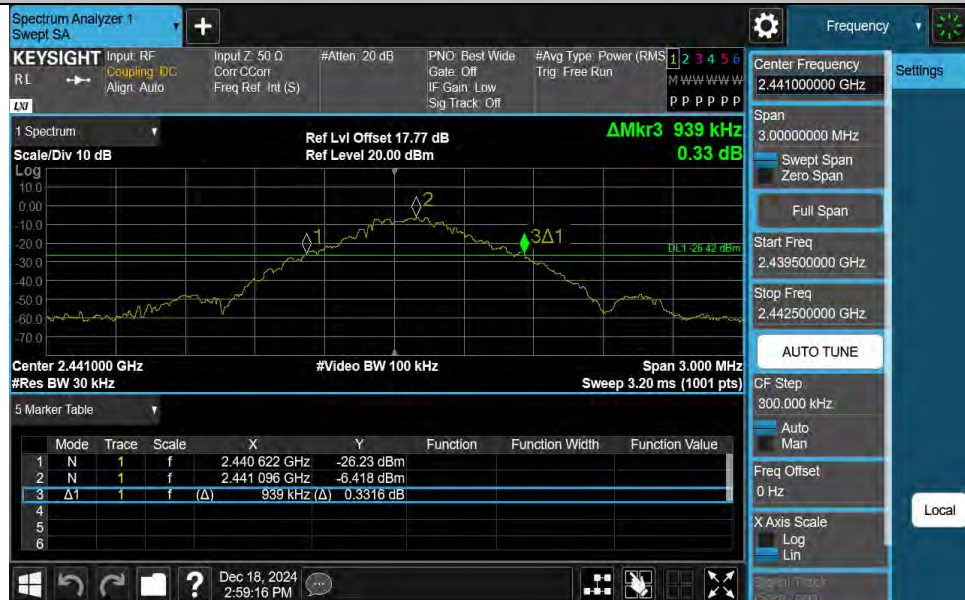 Spectrum Analyzer 1
Swept SA
Frequency
KEYSIGHT
RL
LXI
Input: RF
Coupling: DC
Align: Auto
Input Z: 50 Ω
Corr CCorr
Freq Ref: Int (S)
#Atten: 20 dB
PNO: Best Wide
Gate: Off
IF Gain: Low
Sig Track: Off
#Avg Type: Power (RMS
Trig: Free Run
1 2 3 4 5 6
M W W W W W
P P P P P P
1 Spectrum
Scale/Div 10 dB
Ref Lvl Offset 17.77 dB
Ref Level 20.00 dBm
ΔMkr3 939 kHz
0.33 dB
Log
10.0
0.00
-10.0
-20.0
-30.0
-40.0
-50.0
-60.0
-70.0
1
2
3Δ1
DL1 -26.42 dBm
Center 2.441000 GHz
#Res BW 30 kHz
#Video BW 100 kHz
Span 3.000 MHz
Sweep 3.20 ms (1001 pts)
5 Marker Table
Mode Trace Scale X Y Function Function Width Function Value
1 N 1 f 2.440 622 GHz -26.23 dBm
2 N 1 f 2.441 096 GHz -6.418 dBm
3 Δ1 1 f (Δ) 939 kHz (Δ) 0.3316 dB
4
5
6
Dec 18, 2024
2:59:16 PM
Center Frequency
2.441000000 GHz
Span
3.00000000 MHz
Swept Span
Zero Span
Full Span
Start Freq
2.439500000 GHz
Stop Freq
2.442500000 GHz
AUTO TUNE
CF Step
300.000 kHz
Auto
Man
Freq Offset
0 Hz
X Axis Scale
Log
Lin
Signal Track
Settings
Local